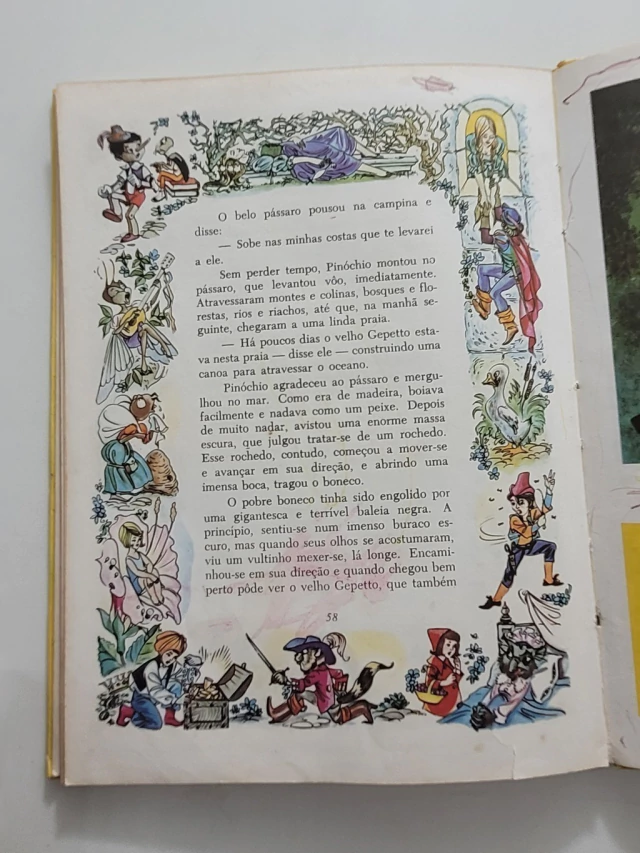 O belo pássaro pousou na campina e
disse:
— Sobe nas minhas costas que te levarei
a ele.
Sem perder tempo, Pinóchio montou no
pássaro, que levantou vôo, imediatamente.
Atravessaram montes e colinas, bosques e flo-
restas, rios e riachos, até que, na manhã se-
guinte, chegaram a uma linda praia.
— Há poucos dias o velho Gepetto esta-
va nesta praia — disse ele — construindo uma
canoa para atravessar o oceano.
Pinóchio agradeceu ao pássaro e mergu-
lhou no mar. Como era de madeira, boiava
facilmente e nadava como um peixe. Depois
de muito nadar, avistou uma enorme massa
escura, que julgou tratar-se de um rochedo.
Esse rochedo, contudo, começou a mover-se
e avançar em sua direção, e abrindo uma
imensa boca, tragou o boneco.
O pobre boneco tinha sido engolido por
uma gigantesca e terrível baleia negra. A
princípio, sentiu-se num imenso buraco es-
curo, mas quando seus olhos se acostumaram,
viu um vultinho mexer-se, lá longe. Encami-
nhou-se em sua direção e quando chegou bem
perto pôde ver o velho Gepetto, que também
58